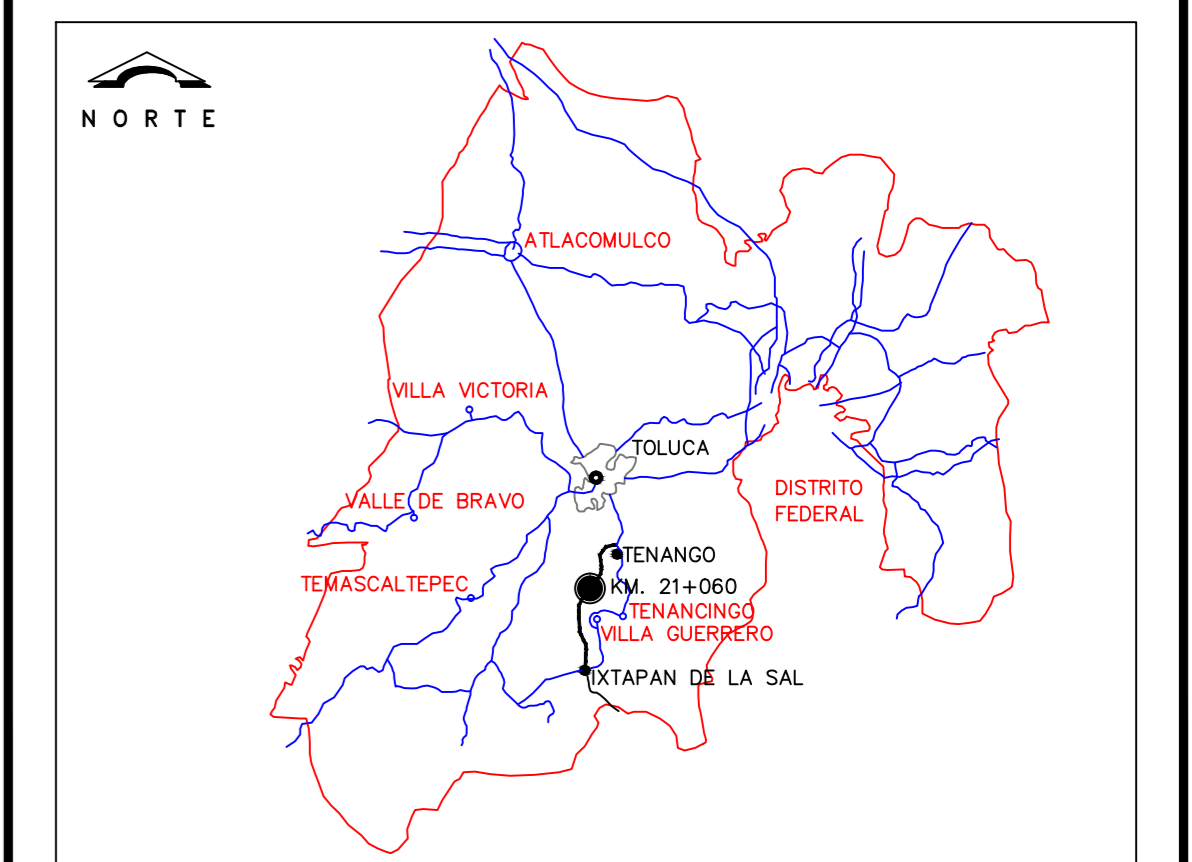 NORTE
ATLACOMULCO
VILLA VICTORIA
TOLUCA
VALLE DE BRAVO
DISTRITO
FEDERAL
TENANGO
TEMASCALTEPEC
KM. 21+060
TENANCINGO
VILLA GUERRERO
IXTAPAN DE LA SAL